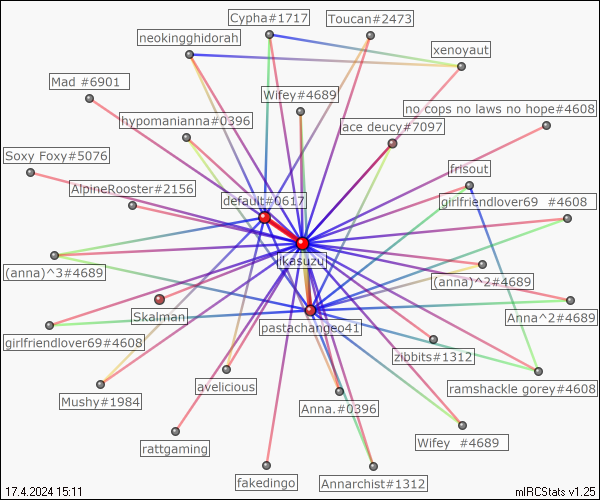 Cypha#1717
Toucan#2473
neokingghidorah
xenoyaut
Mad #6901
Wifey#4689
no cops no laws no hope#4608
hypomanianna#0396
ace deucy#7097
Soxy Foxy#5076
frisout
AlpineRooster#2156
default#0617
girlfriendlover69 #4608
ikasuzu
(anna)^3#4689
(anna)^2#4689
Skalman
Anna^2#4689
pastachangeo41
girlfriendlover69#4608
zibbits#1312
avelicious
ramshackle gorey#4608
Mushy#1984
Anna.#0396
rattgaming
Wifey #4689
fakedingo
Annarchist#1312
17.4.2024 15:11
mIRCStats v1.25